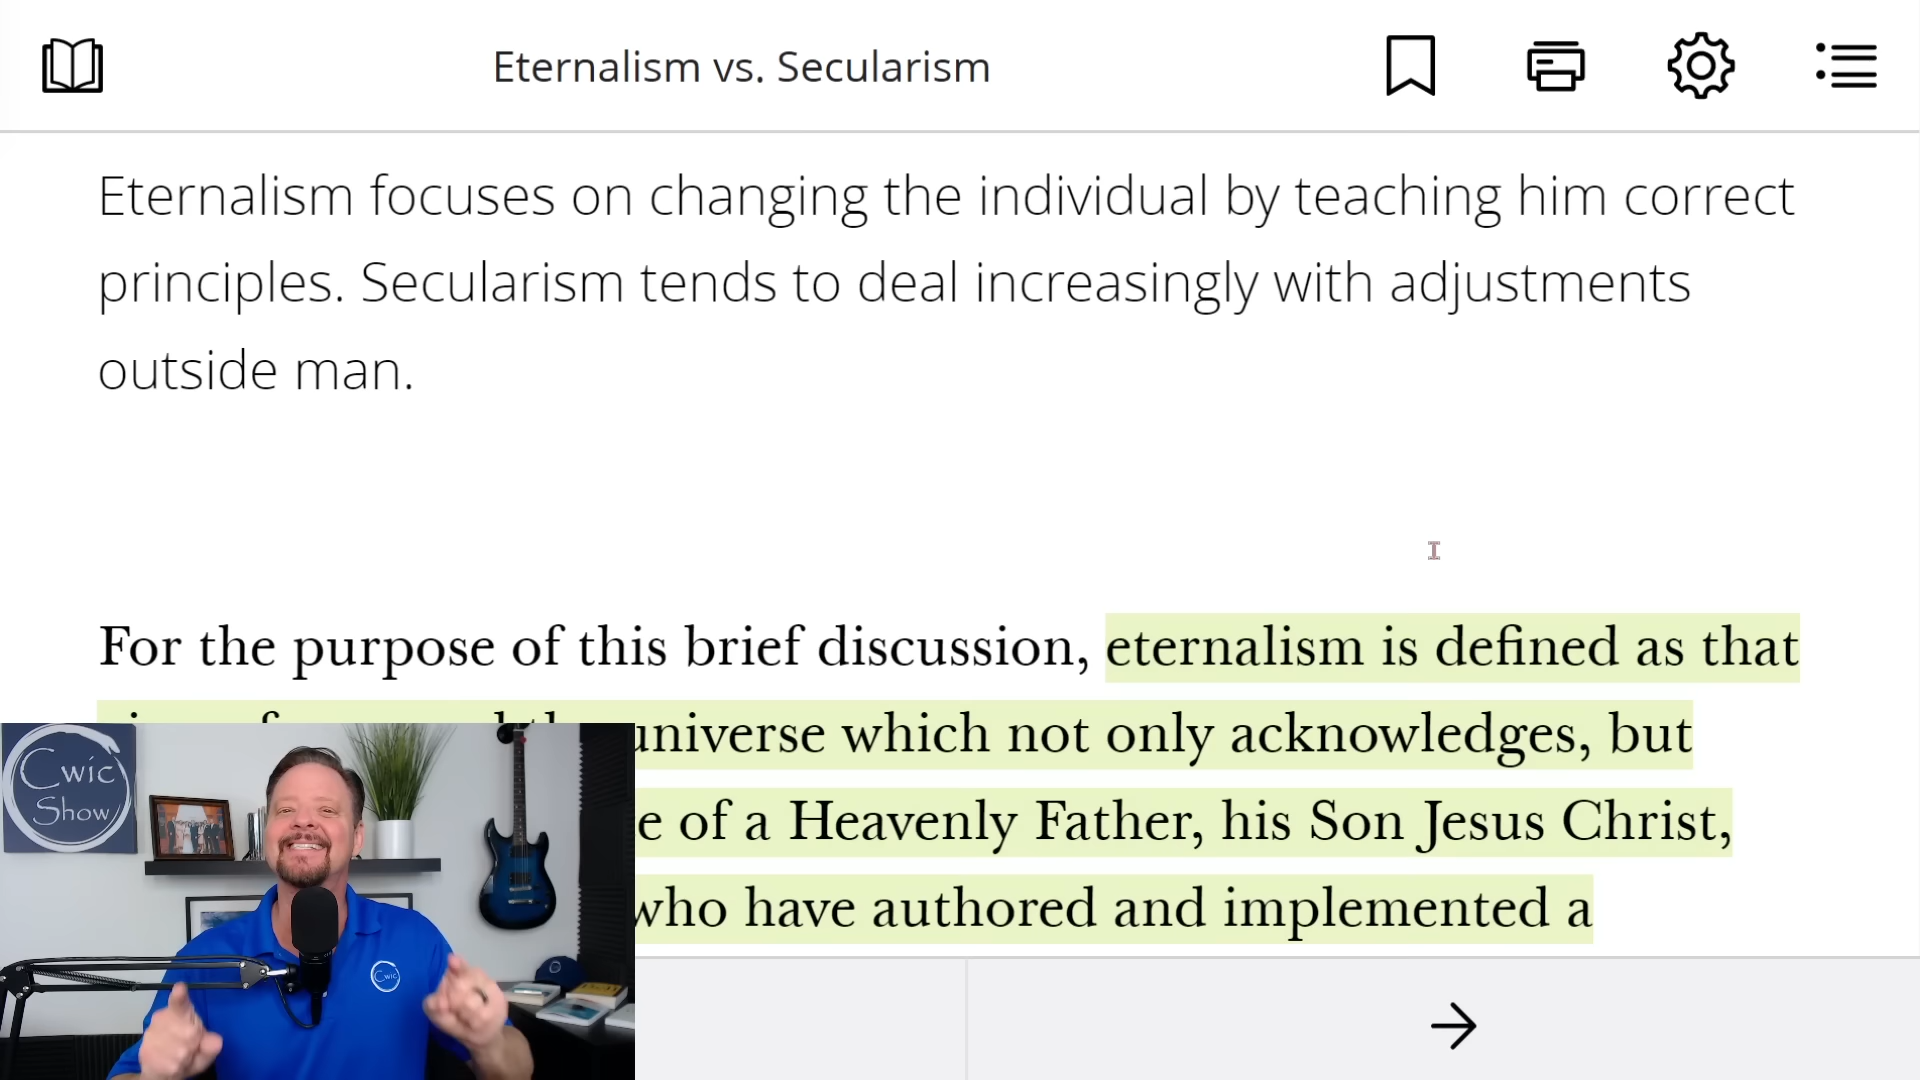 Eternalism vs. Secularism
Eternalism focuses on changing the individual by teaching him correct
principles. Secularism tends to deal increasingly with adjustments
outside man.
For the purpose of this brief discussion, eternalism is defined as that
universe which not only acknowledges, but
of a Heavenly Father, his Son Jesus Christ,
who have authored and implemented a
Cwic
Show
Cwic